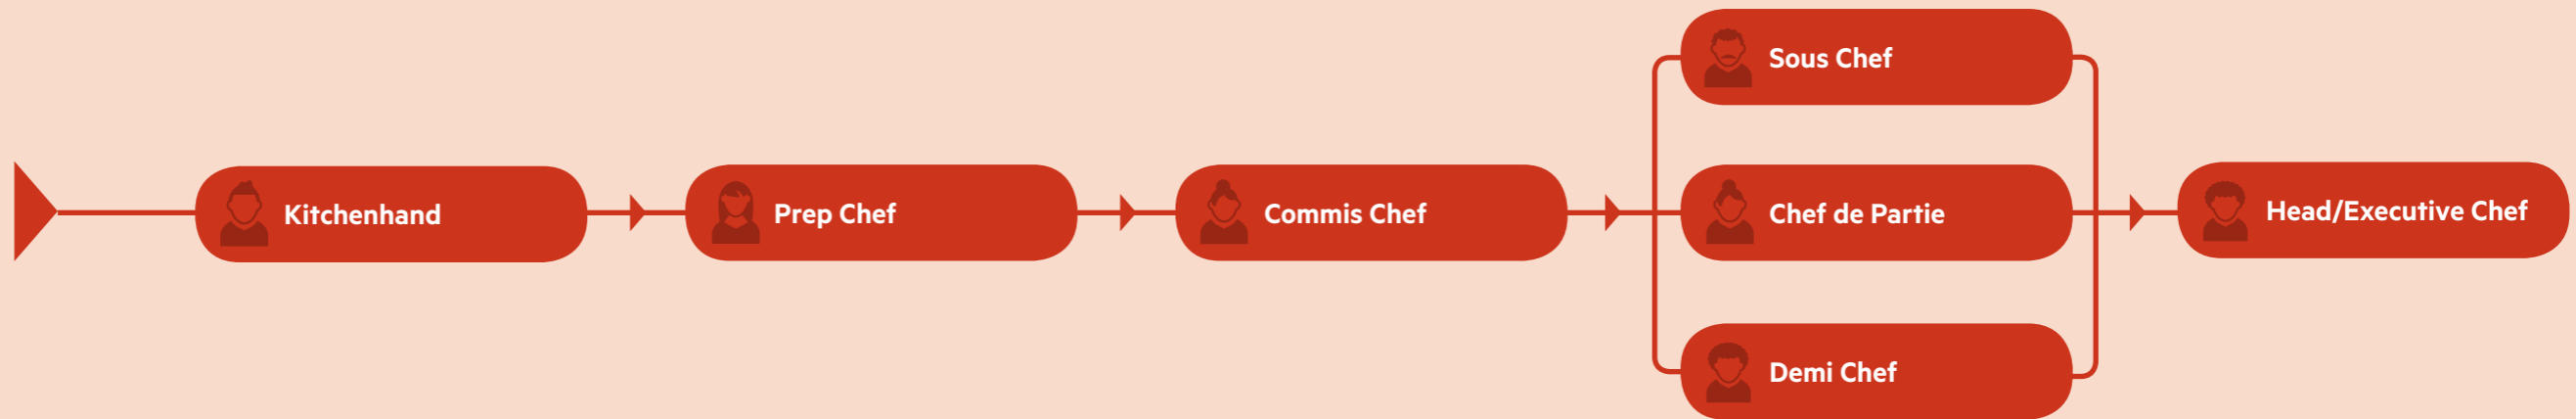 Kitchenhand
Prep Chef
Commis Chef
Sous Chef
Chef de Partie
Demi Chef
Head/Executive Chef